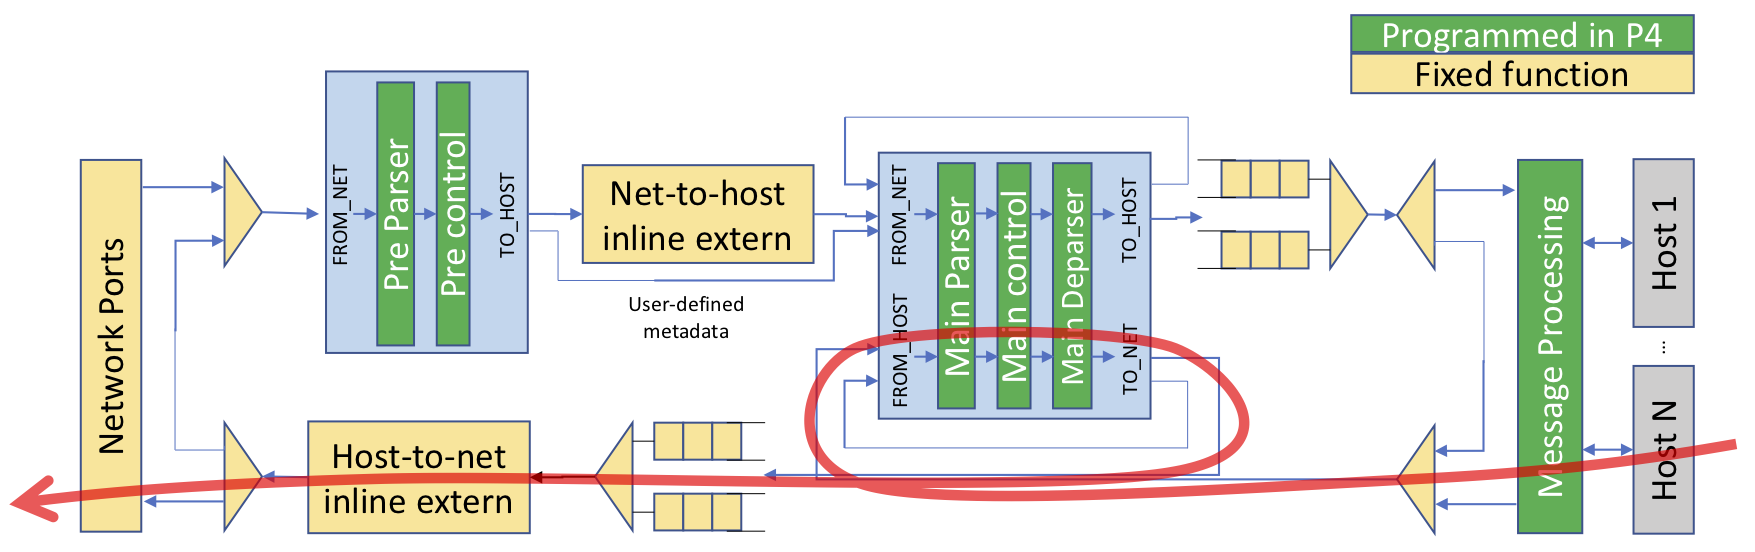 Programmed in P4
Fixed function
Network Ports
FROM_NET
Pre Parser
Pre control
TO_HOST
Net-to-host
inline extern
User-defined
metadata
FROM_NET
FROM_HOST
Main Parser
Main control
Main Deparser
TO_HOST
TO_NET
Message Processing
Host 1
...
Host N
Host-to-net
inline extern